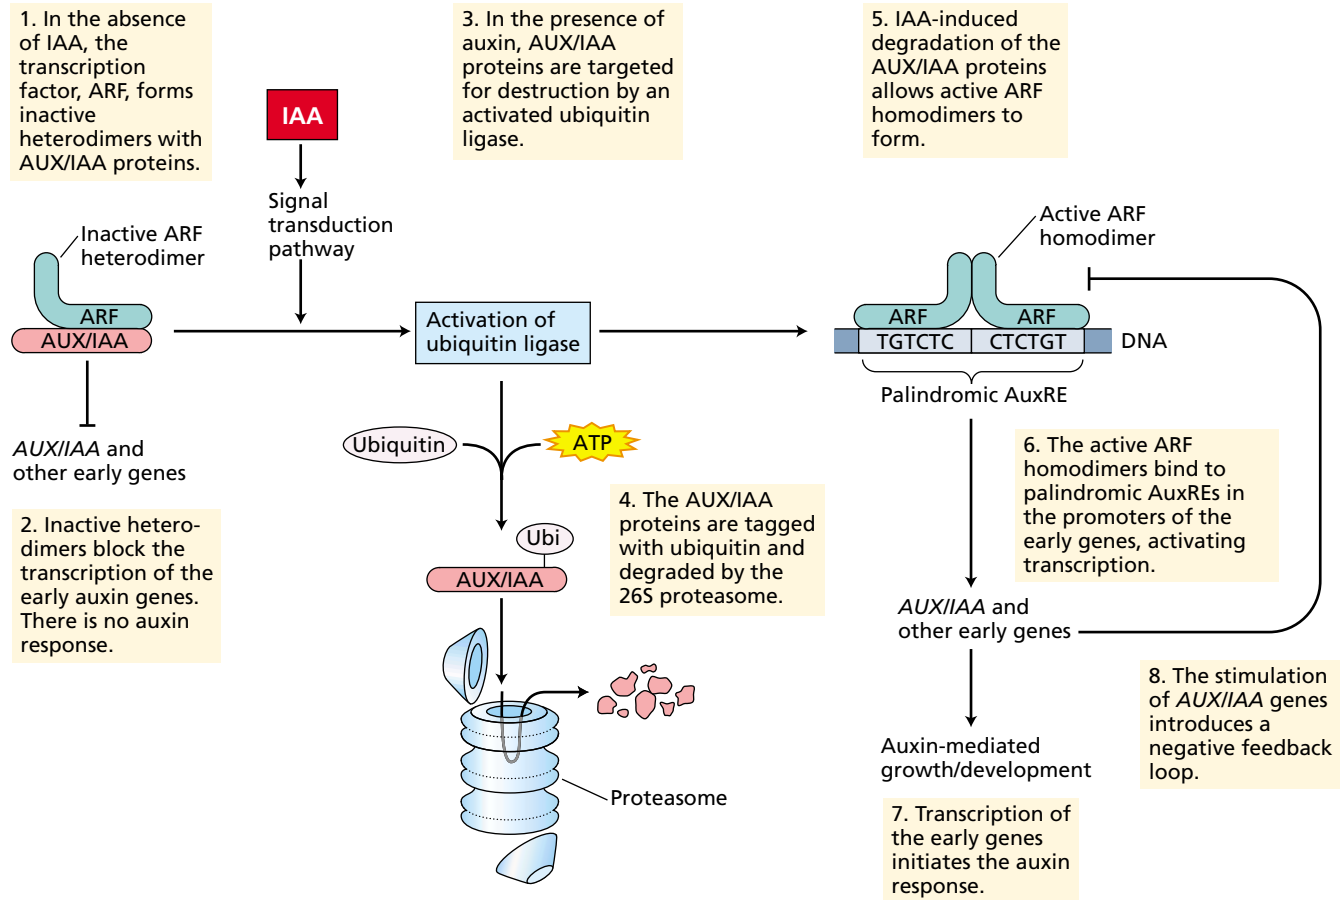 1. In the absence
of IAA, the
transcription
factor, ARF, forms
inactive
heterodimers with
AUX/IAA proteins.
IAA
Signal
transduction
pathway
3. In the presence of
auxin, AUX/IAA
proteins are targeted
for destruction by an
activated ubiquitin
ligase.
5. IAA-induced
degradation of the
AUX/IAA proteins
allows active ARF
homodimers to
form.
Inactive ARF
heterodimer
ARF
AUX/IAA
AUX/IAA and
other early genes
2. Inactive hetero-
dimers block the
transcription of the
early auxin genes.
There is no auxin
response.
Activation of
ubiquitin ligase
Ubiquitin
ATP
Ubi
AUX/IAA
4. The AUX/IAA
proteins are tagged
with ubiquitin and
degraded by the
26S proteasome.
Proteasome
Active ARF
homodimer
ARF
ARF
TGTCTC
CTCTGT
DNA
Palindromic AuxRE
6. The active ARF
homodimers bind to
palindromic AuxREs in
the promoters of the
early genes, activating
transcription.
AUX/IAA and
other early genes
Auxin-mediated
growth/development
7. Transcription of
the early genes
initiates the auxin
response.
8. The stimulation
of AUX/IAA genes
introduces a
negative feedback
loop.